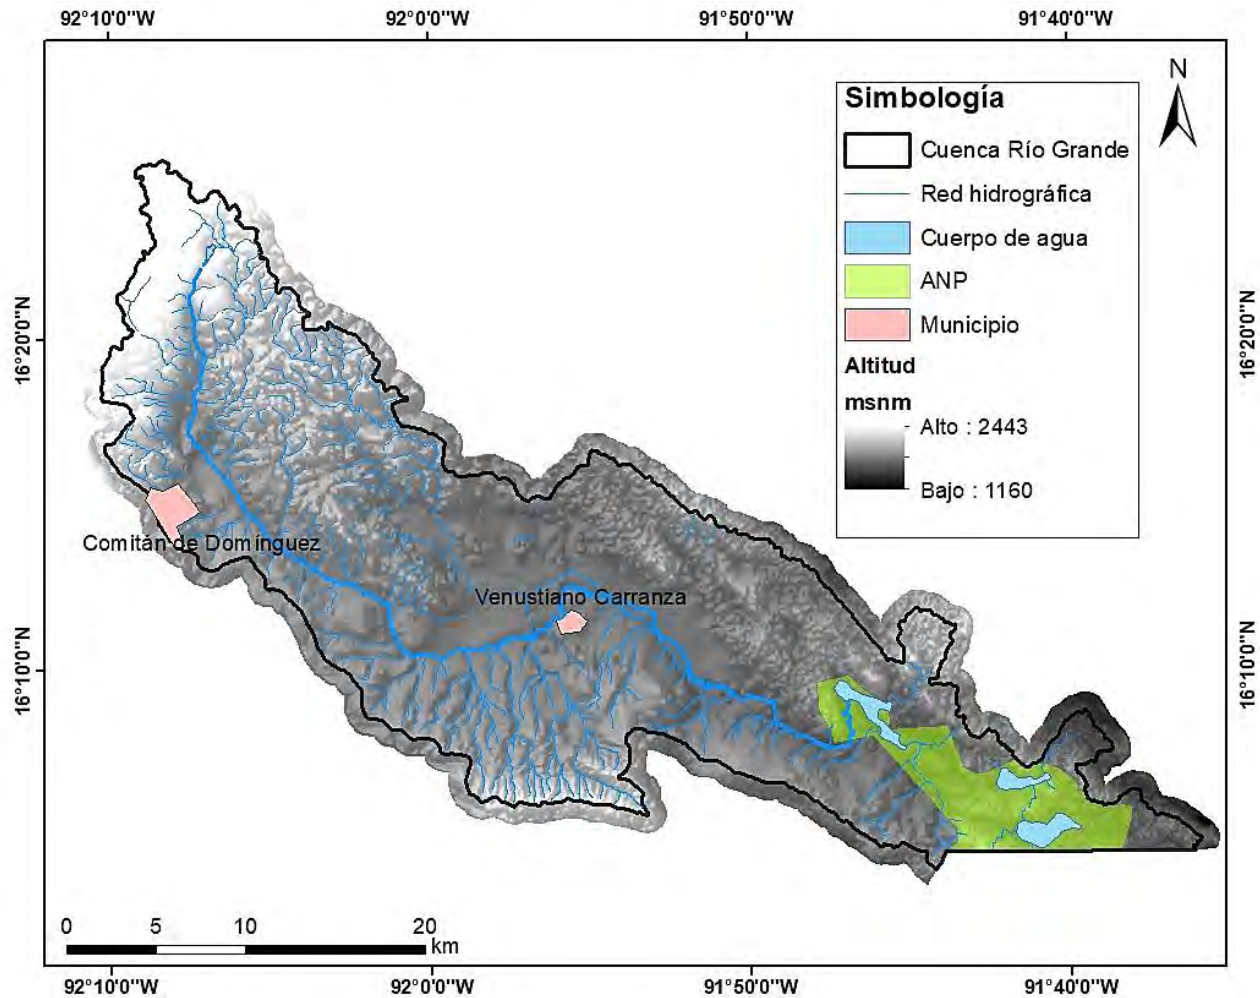 92°10'0"W 92°0'0"W 91°50'0"W 91°40'0"W
N
Simbología
Cuenca Río Grande
Red hidrográfica
Cuerpo de agua
ANP
Municipio
Altitud
msnm
Alto : 2443
Bajo : 1160
16°20'0"N 16°20'0"N
Comitán de Domínguez
Venustiano Carranza
16°10'0"N 16°10'0"N
0 5 10 20
km
92°10'0"W 92°0'0"W 91°50'0"W 91°40'0"W